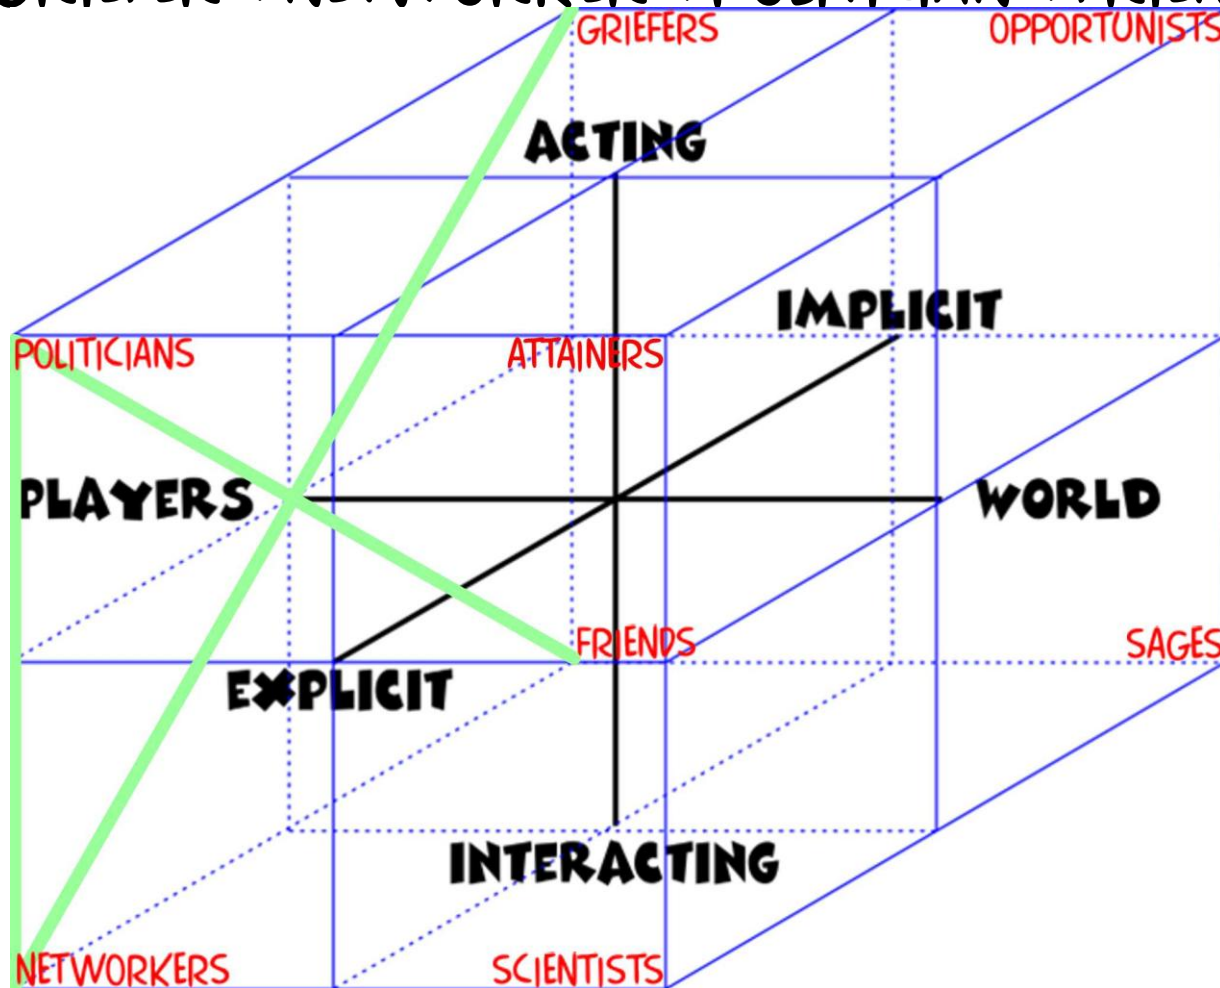 GRIEFERS
OPPORTUNISTS
ACTING
IMPLICIT
POLITICIANS
ATTAINERS
PLAYERS
WORLD
FRIENDS
SAGES
EXPLICIT
INTERACTING
NETWORKERS
SCIENTISTS